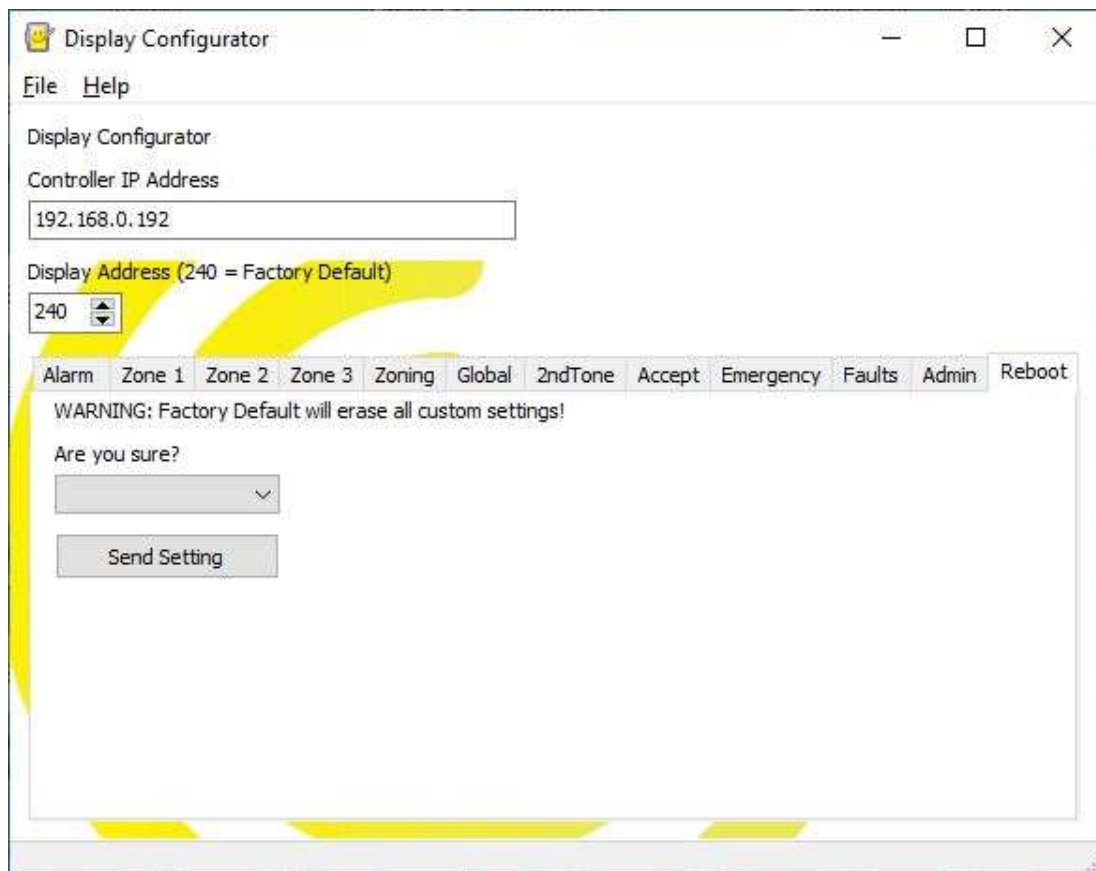 Display Configurator
File Help
Display Configurator
Controller IP Address
192.168.0.192
Display Address (240 = Factory Default)
240
Alarm Zone 1 Zone 2 Zone 3 Zoning Global 2ndTone Accept Emergency Faults Admin Reboot
WARNING: Factory Default will erase all custom settings!
Are you sure?
Send Setting